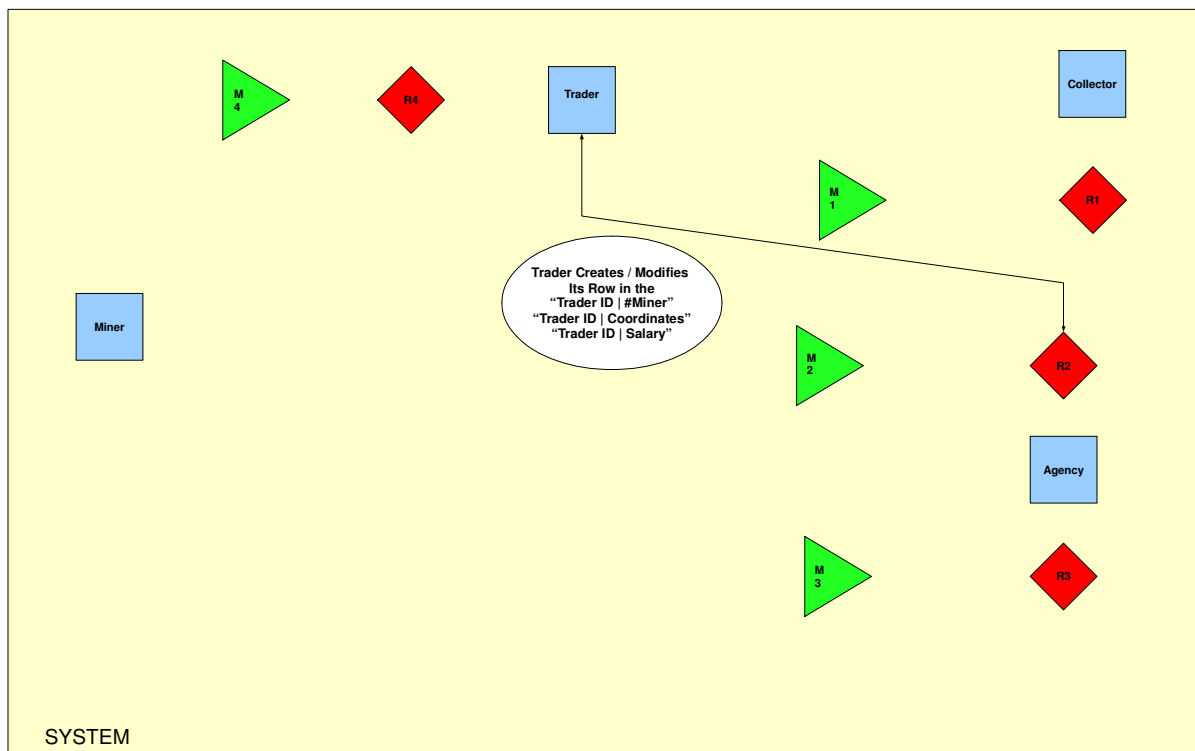 Collector
Trader
M
4
R4
M
1
R1
Trader Creates / Modifies
Its Row in the
“Trader ID | #Miner”
“Trader ID | Coordinates”
“Trader ID | Salary”
Miner
M
2
R2
Agency
M
3
R3
SYSTEM